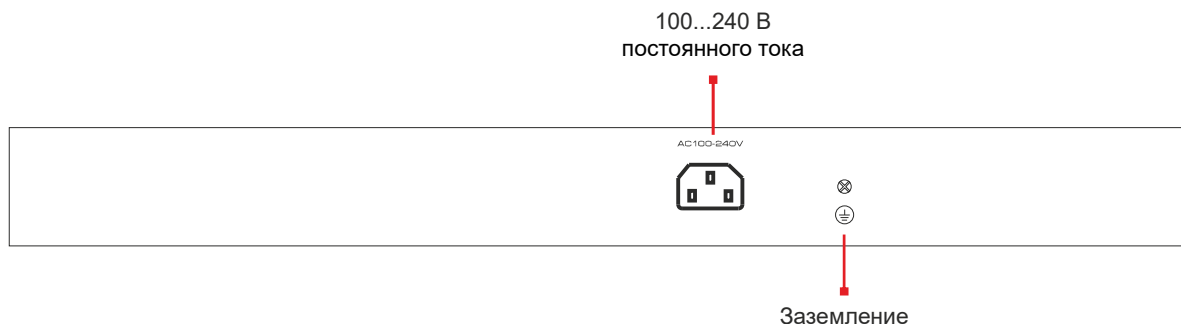 100...240 В
постоянного тока
AC100-240V
Заземление